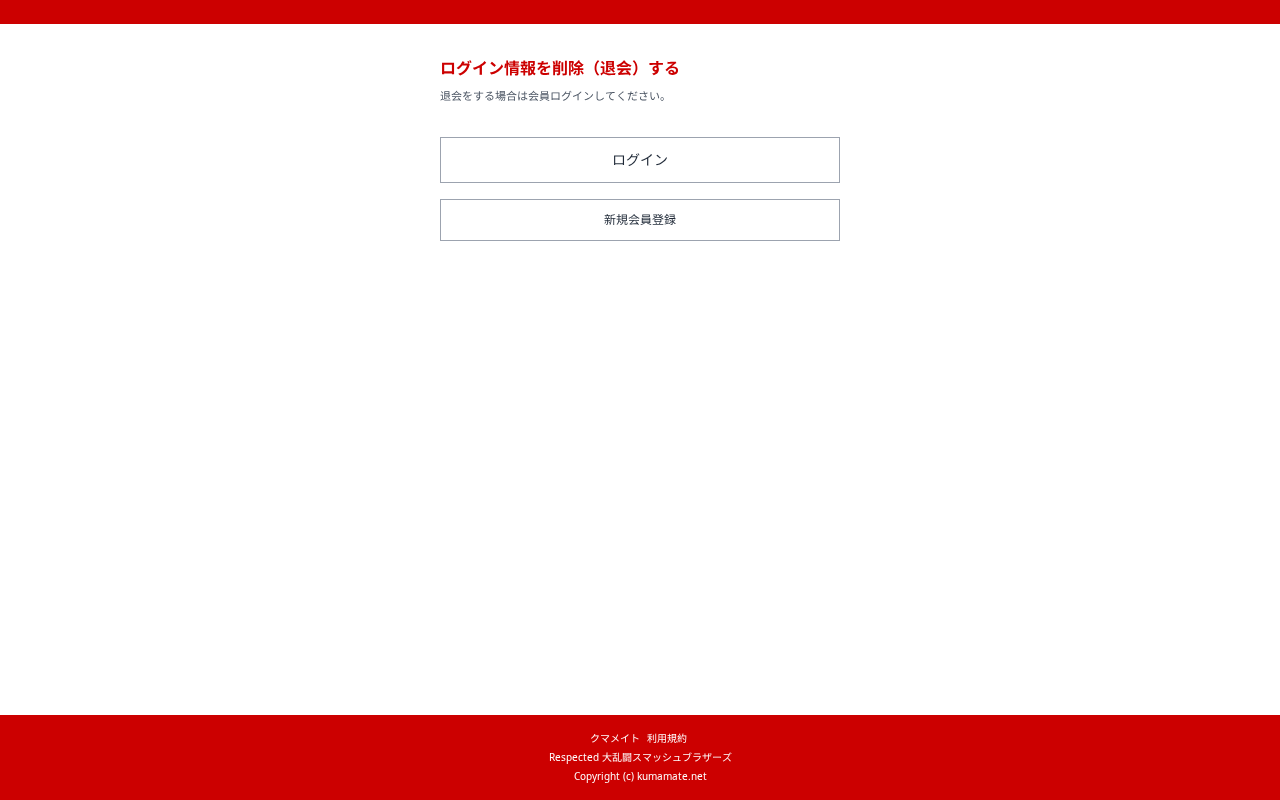 ログイン情報を削除（退会）する
退会をする場合は会員ログインしてください。
ログイン
新規会員登録
クマメイト 利用規約
Respected 大乱闘スマッシュブラザーズ
Copyright (c) kumamate.net